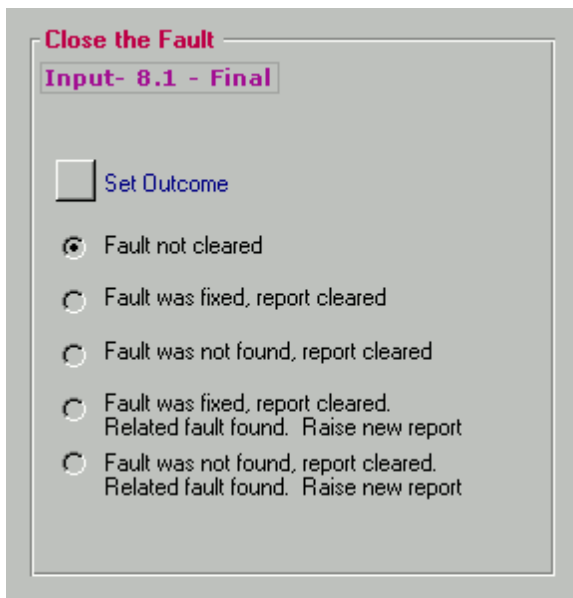 Close the Fault
Input- 8.1 - Final
Set Outcome
Fault not cleared
Fault was fixed, report cleared
Fault was not found, report cleared
Fault was fixed, report cleared.
Related fault found.  Raise new report
Fault was not found, report cleared.
Related fault found.  Raise new report